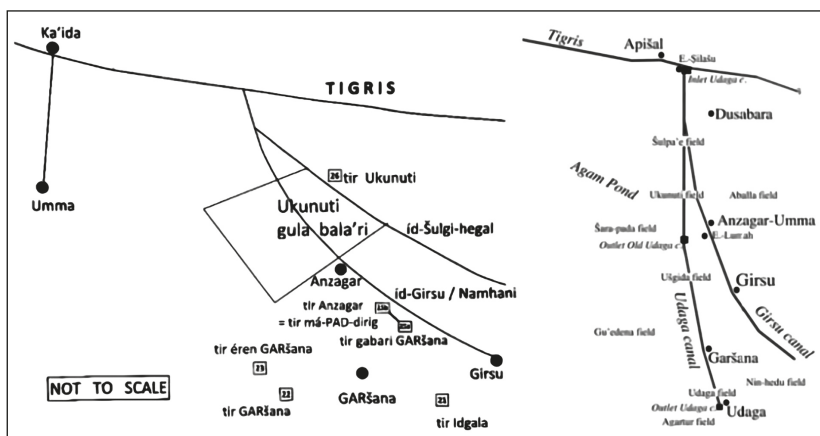 Ka'ida
TIGRIS
26 tir Ukunuti
Umma
Ukunuti
gula bala'ri
íd-Šulgi-hegal
Anzagar
íd-Girsu / Namhani
tir Anzagar
= tir má-PAD-dirig
tir gabari GARšana
tir éren GARšana
23
Girsu
NOT TO SCALE
22
tir GARšana
GARšana
21
tir Idgala
Tigris
Apišal
E.-Šilašu
Inlet Udaga c.
Dusabara
Šulpa'e field
Agam Pond
Ukunuti field
Aballa field
Anzagar-Umma
Šara-pada field
Outlet Old Udaga c.
Ušgida field
Girsu
Gu'edena field
Udaga canal
Girsu canal
Garšana
Nin-hedu field
Udaga field
Outlet Udaga c.
Udaga
Agartur field